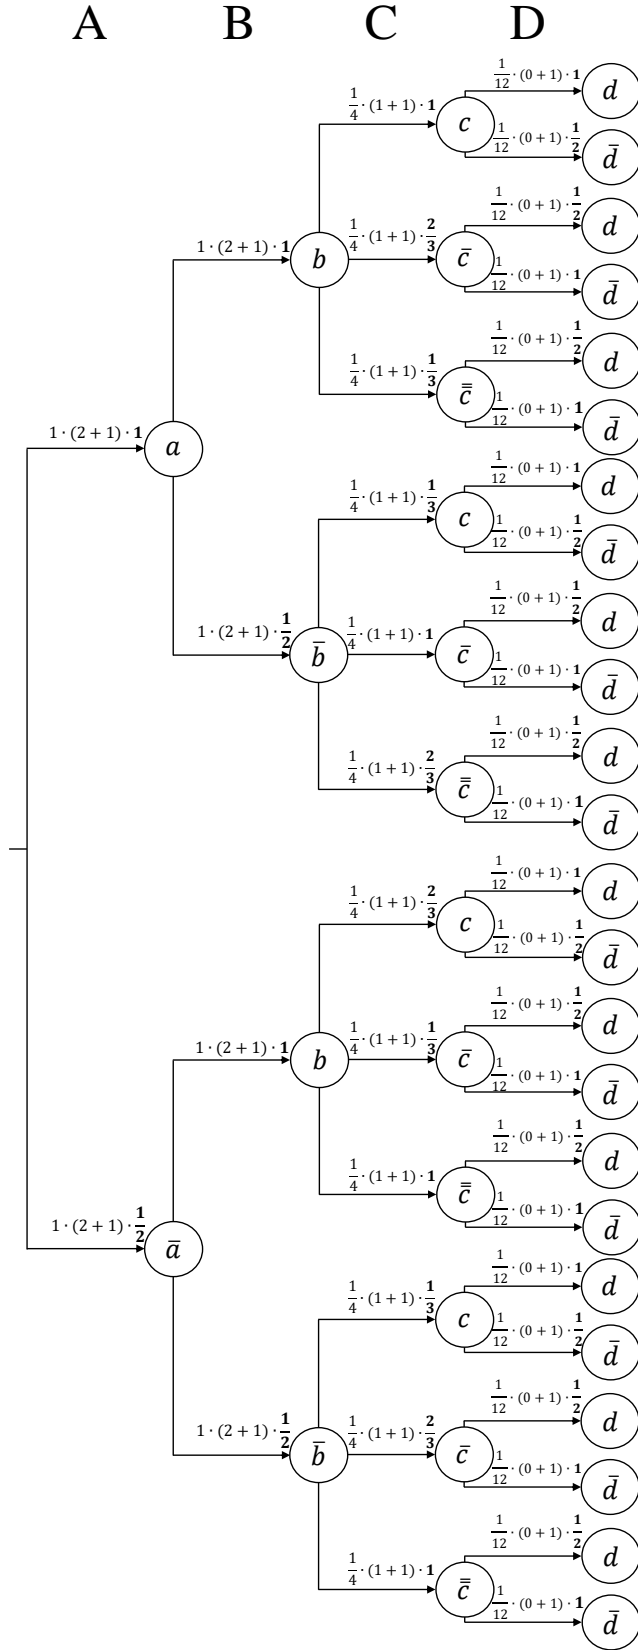 A B C D
1/12 · (0 + 1) · 1 d
1/4 · (1+1) · 1 c
1/12 · (0 + 1) · 1/2 d̄
1/12 · (0 + 1) · 1/2 d
1 · (2+1) · 1 b 1/4 · (1+1) · 2/3 c̄
1/12 · (0 + 1) · 1 d̄
1/12 · (0 + 1) · 1/2 d
1/4 · (1+1) · 1/3 c̿
1/12 · (0 + 1) · 1 d̄
1 · (2+1) · 1 a
1/12 · (0 + 1) · 1 d
1/4 · (1+1) · 1/3 c
1/12 · (0 + 1) · 1/2 d̄
1/12 · (0 + 1) · 1/2 d
1 · (2+1) · 1/2 b̄ 1/4 · (1+1) · 1 c̄
1/12 · (0 + 1) · 1 d̄
1/12 · (0 + 1) · 1/2 d
1/4 · (1+1) · 2/3 c̿
1/12 · (0 + 1) · 1 d̄
1/12 · (0 + 1) · 1 d
1/4 · (1+1) · 2/3 c
1/12 · (0 + 1) · 1/2 d̄
1/12 · (0 + 1) · 1/2 d
1 · (2+1) · 1 b 1/4 · (1+1) · 1/3 c̄
1/12 · (0 + 1) · 1 d̄
1/12 · (0 + 1) · 1/2 d
1/4 · (1+1) · 1 c̿
1/12 · (0 + 1) · 1 d̄
1 · (2+1) · 1/2 ā
1/12 · (0 + 1) · 1 d
1/4 · (1+1) · 1/3 c
1/12 · (0 + 1) · 1/2 d̄
1/12 · (0 + 1) · 1/2 d
1 · (2+1) · 1/2 b̄ 1/4 · (1+1) · 2/3 c̄
1/12 · (0 + 1) · 1 d̄
1/12 · (0 + 1) · 1/2 d
1/4 · (1+1) · 1 c̿
1/12 · (0 + 1) · 1 d̄